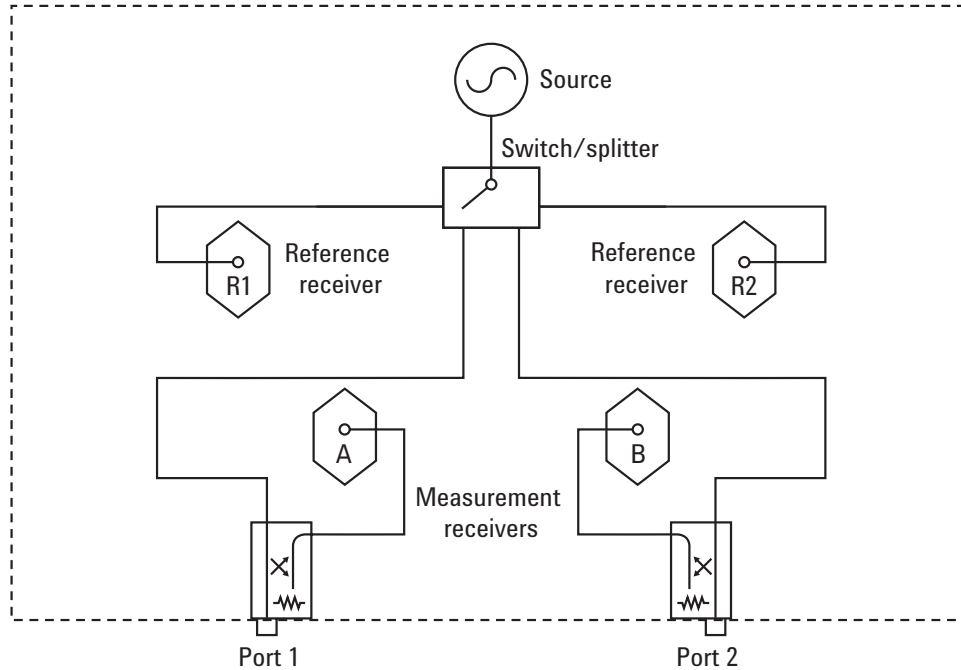 Source
Switch/splitter
Reference
receiver
R1
Reference
receiver
R2
A
B
Measurement
receivers
Port 1
Port 2